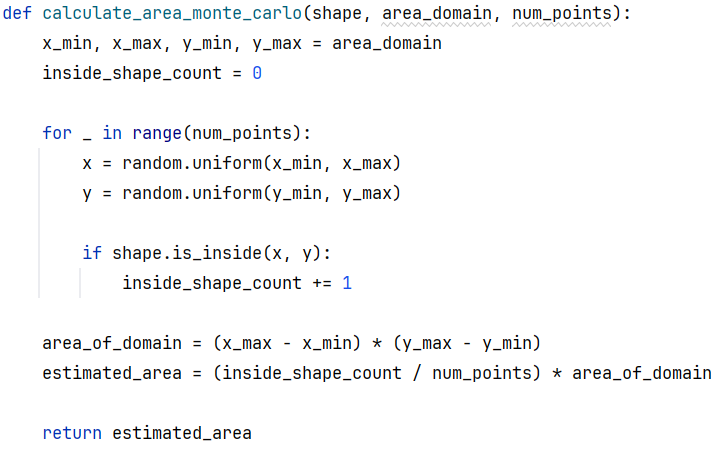 def calculate_area_monte_carlo(shape, area_domain, num_points):
    x_min, x_max, y_min, y_max = area_domain
    inside_shape_count = 0

    for _ in range(num_points):
        x = random.uniform(x_min, x_max)
        y = random.uniform(y_min, y_max)

        if shape.is_inside(x, y):
            inside_shape_count += 1

    area_of_domain = (x_max - x_min) * (y_max - y_min)
    estimated_area = (inside_shape_count / num_points) * area_of_domain

    return estimated_area